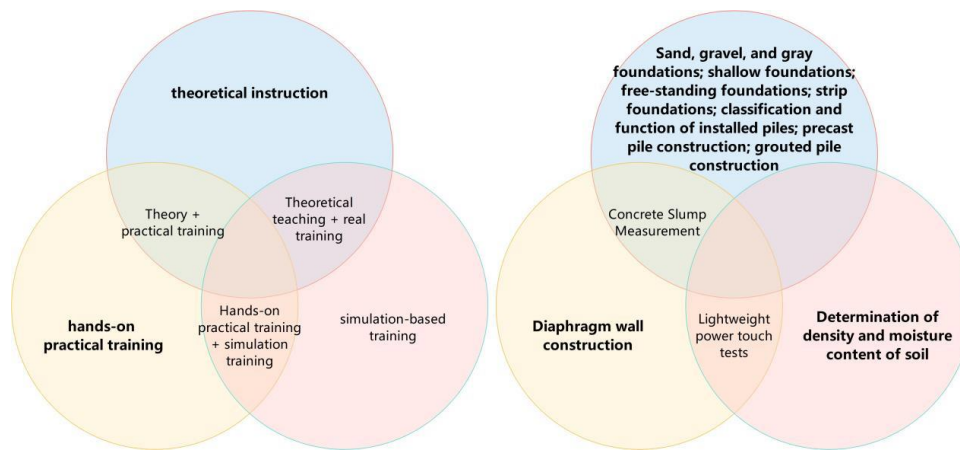 theoretical instruction
Theory +
practical training
Theoretical
teaching + real
training
hands-on
practical training
Hands-on
practical training
+ simulation
training
simulation-based
training
Sand, gravel, and gray
foundations; shallow foundations;
free-standing foundations; strip
foundations; classification and
function of installed piles; precast
pile construction; grouted pile
construction
Concrete Slump
Measurement
Diaphragm wall
construction
Lightweight
power touch
tests
Determination of
density and moisture
content of soil